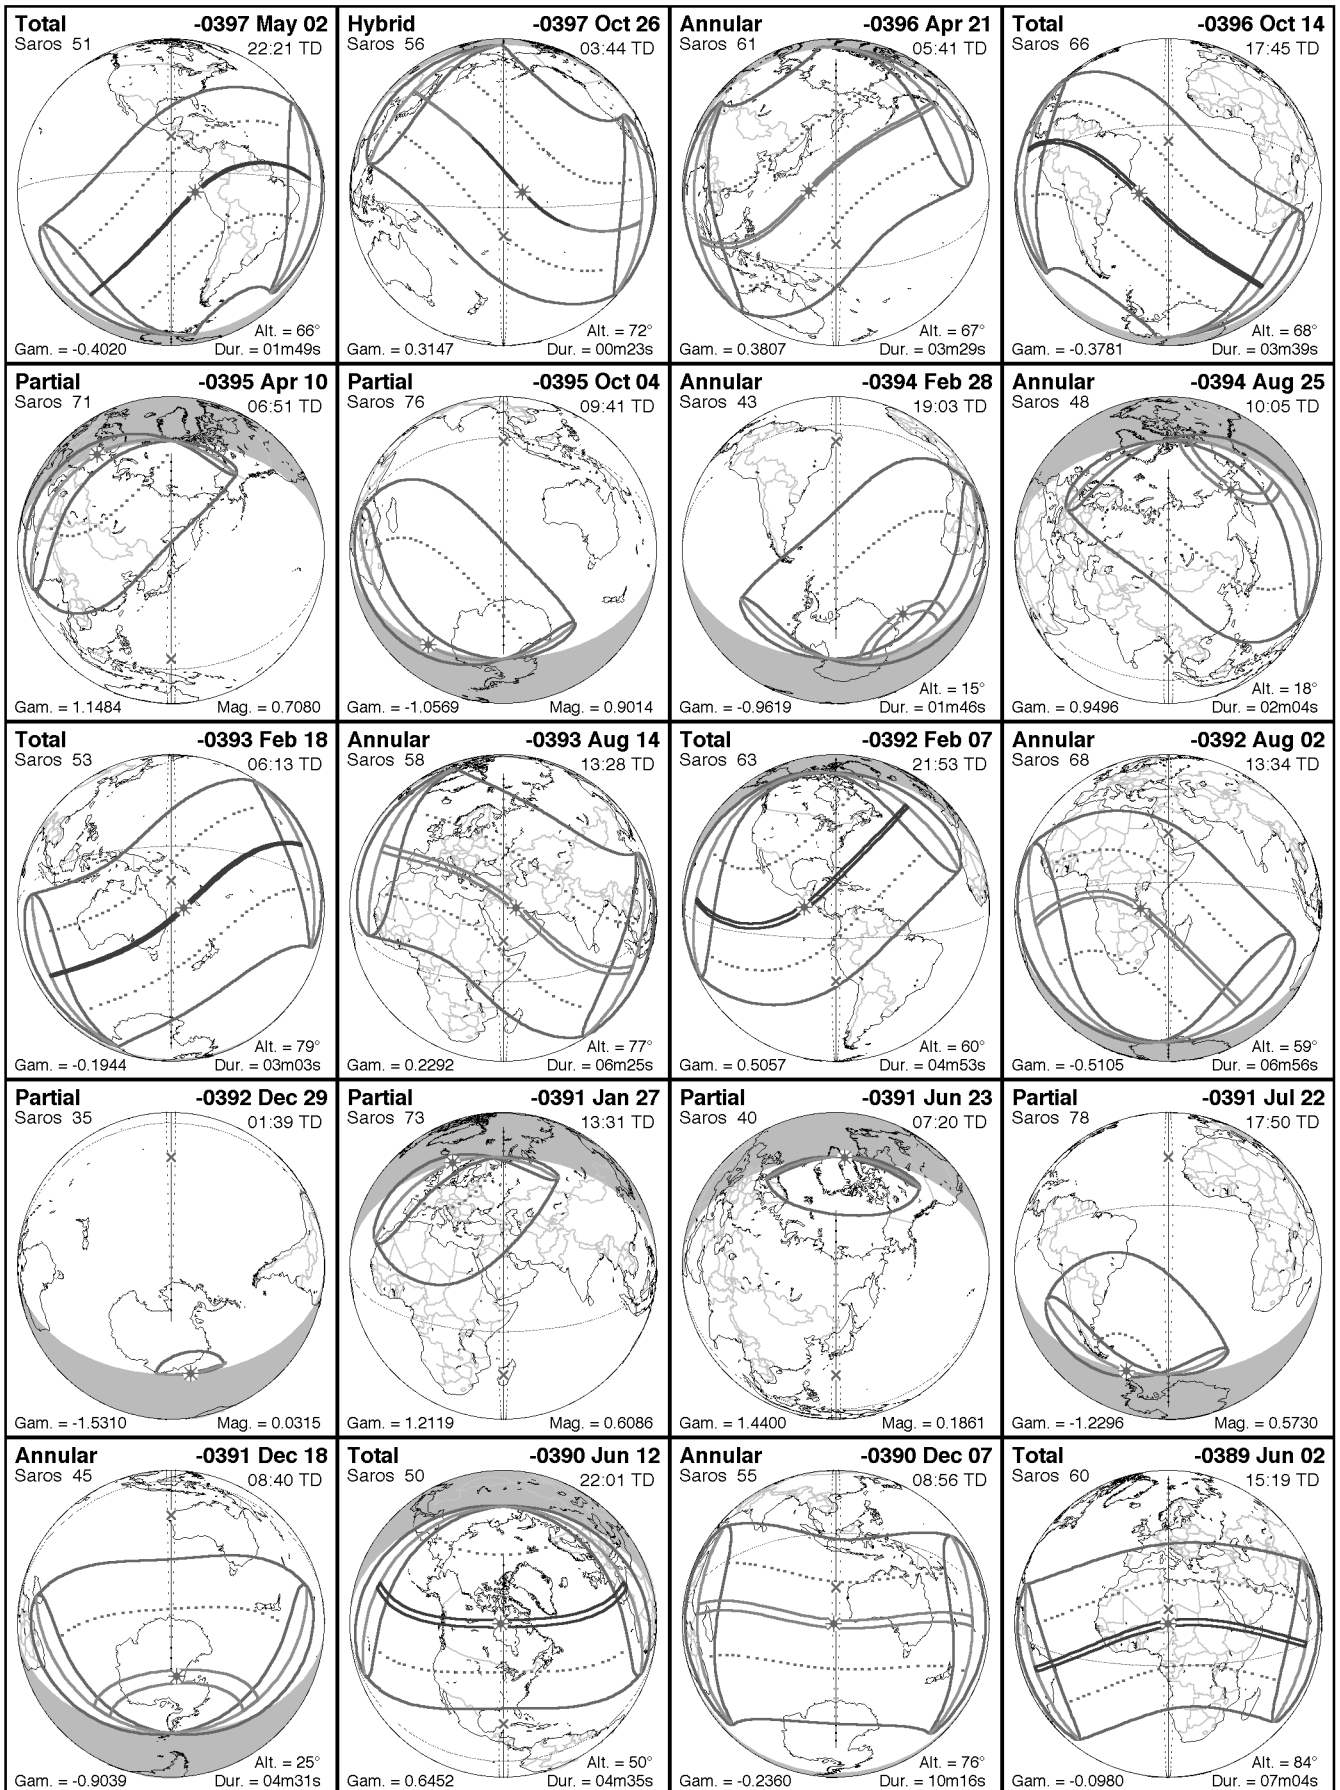 Total -0397 May 02
Saros 51 22:21 TD
Alt. = 66°
Gam. = -0.4020 Dur. = 01m49s
Hybrid -0397 Oct 26
Saros 56 03:44 TD
Alt. = 72°
Gam. = 0.3147 Dur. = 00m23s
Annular -0396 Apr 21
Saros 61 05:41 TD
Alt. = 67°
Gam. = 0.3807 Dur. = 03m29s
Total -0396 Oct 14
Saros 66 17:45 TD
Alt. = 68°
Gam. = -0.3781 Dur. = 03m39s
Partial -0395 Apr 10
Saros 71 06:51 TD
Gam. = 1.1484 Mag. = 0.7080
Partial -0395 Oct 04
Saros 76 09:41 TD
Gam. = -1.0569 Mag. = 0.9014
Annular -0394 Feb 28
Saros 43 19:03 TD
Alt. = 15°
Gam. = -0.9619 Dur. = 01m46s
Annular -0394 Aug 25
Saros 48 10:05 TD
Alt. = 18°
Gam. = 0.9496 Dur. = 02m04s
Total -0393 Feb 18
Saros 53 06:13 TD
Alt. = 79°
Gam. = -0.1944 Dur. = 03m03s
Annular -0393 Aug 14
Saros 58 13:28 TD
Alt. = 77°
Gam. = 0.2292 Dur. = 06m25s
Total -0392 Feb 07
Saros 63 21:53 TD
Alt. = 60°
Gam. = 0.5057 Dur. = 04m53s
Annular -0392 Aug 02
Saros 68 13:34 TD
Alt. = 59°
Gam. = -0.5105 Dur. = 06m56s
Partial -0392 Dec 29
Saros 35 01:39 TD
Gam. = -1.5310 Mag. = 0.0315
Partial -0391 Jan 27
Saros 73 13:31 TD
Gam. = 1.2119 Mag. = 0.6086
Partial -0391 Jun 23
Saros 40 07:20 TD
Gam. = 1.4400 Mag. = 0.1861
Partial -0391 Jul 22
Saros 78 17:50 TD
Gam. = -1.2296 Mag. = 0.5730
Annular -0391 Dec 18
Saros 45 08:40 TD
Alt. = 25°
Gam. = -0.9039 Dur. = 04m31s
Total -0390 Jun 12
Saros 50 22:01 TD
Alt. = 50°
Gam. = 0.6452 Dur. = 04m35s
Annular -0390 Dec 07
Saros 55 08:56 TD
Alt. = 76°
Gam. = -0.2360 Dur. = 10m16s
Total -0389 Jun 02
Saros 60 15:19 TD
Alt. = 84°
Gam. = -0.0980 Dur. = 07m04s